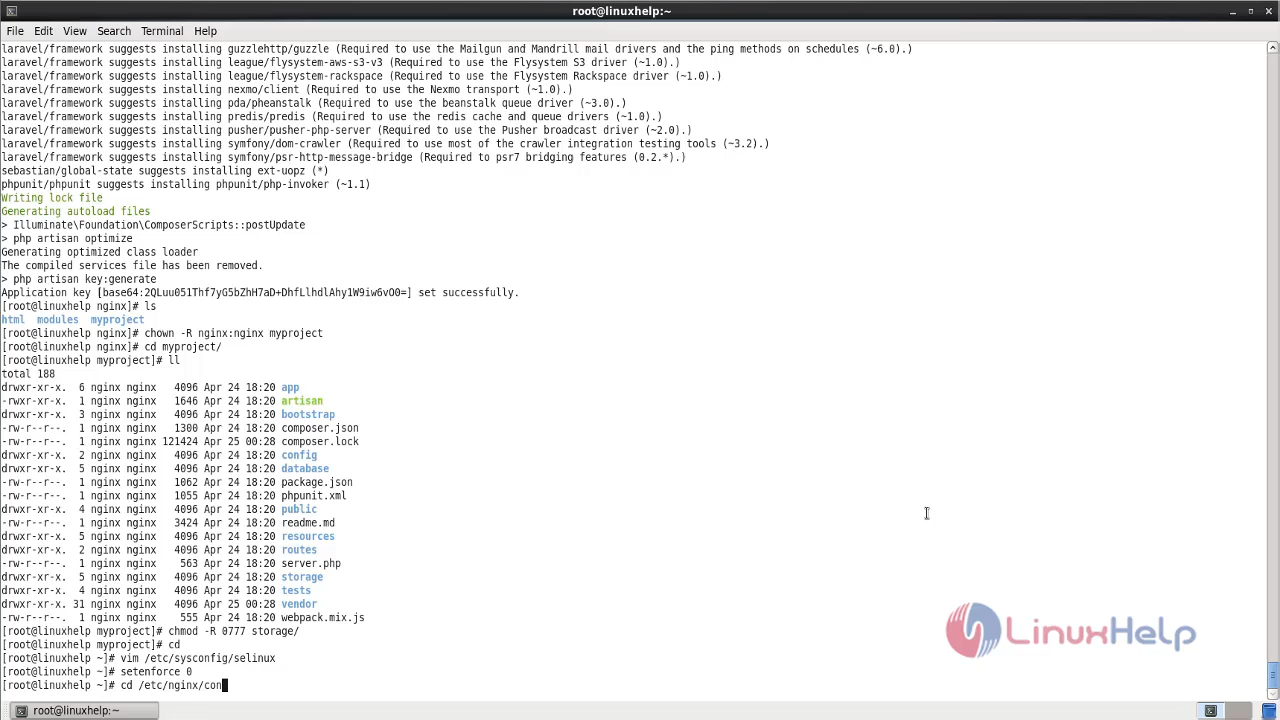 root@linuxhelp:~
File Edit View Search Terminal Help
laravel/framework suggests installing guzzlehttp/guzzle (Required to use the Mailgun and Mandrill mail drivers and the ping methods on schedules (~6.0).)
laravel/framework suggests installing league/flysystem-aws-s3-v3 (Required to use the Flysystem S3 driver (~1.0).)
laravel/framework suggests installing league/flysystem-rackspace (Required to use the Flysystem Rackspace driver (~1.0).)
laravel/framework suggests installing nexmo/client (Required to use the Nexmo transport (~1.0).)
laravel/framework suggests installing pda/pheanstalk (Required to use the beanstalk queue driver (~3.0).)
laravel/framework suggests installing predis/predis (Required to use the redis cache and queue drivers (~1.0).)
laravel/framework suggests installing pusher/pusher-php-server (Required to use the Pusher broadcast driver (~2.0).)
laravel/framework suggests installing symfony/dom-crawler (Required to use most of the crawler integration testing tools (~3.2).)
laravel/framework suggests installing symfony/psr-http-message-bridge (Required to psr7 bridging features (0.2.*).)
sebastian/global-state suggests installing ext-uopz (*)
phpunit/phpunit suggests installing phpunit/php-invoker (~1.1)
Writing lock file
Generating autoload files
> Illuminate\Foundation\ComposerScripts::postUpdate
> php artisan optimize
Generating optimized class loader
The compiled services file has been removed.
> php artisan key:generate
Application key [base64:2QLuu051Thf7yG5bZhH7aD+DhfLlhdlAhy1W9iw6vO0=] set successfully.
[root@linuxhelp nginx]# ls
html  modules  myproject
[root@linuxhelp nginx]# chown -R nginx:nginx myproject
[root@linuxhelp nginx]# cd myproject/
[root@linuxhelp myproject]# ll
total 188
drwxr-xr-x.  6 nginx nginx   4096 Apr 24 18:20 app
-rwxr-xr-x.  1 nginx nginx   1646 Apr 24 18:20 artisan
drwxr-xr-x.  3 nginx nginx   4096 Apr 24 18:20 bootstrap
-rw-r--r--.  1 nginx nginx   1300 Apr 24 18:20 composer.json
-rw-r--r--.  1 nginx nginx 121424 Apr 25 00:28 composer.lock
drwxr-xr-x.  2 nginx nginx   4096 Apr 24 18:20 config
drwxr-xr-x.  5 nginx nginx   4096 Apr 24 18:20 database
-rw-r--r--.  1 nginx nginx   1062 Apr 24 18:20 package.json
-rw-r--r--.  1 nginx nginx   1055 Apr 24 18:20 phpunit.xml
drwxr-xr-x.  4 nginx nginx   4096 Apr 24 18:20 public
-rw-r--r--.  1 nginx nginx   3424 Apr 24 18:20 readme.md
drwxr-xr-x.  5 nginx nginx   4096 Apr 24 18:20 resources
drwxr-xr-x.  2 nginx nginx   4096 Apr 24 18:20 routes
-rw-r--r--.  1 nginx nginx    563 Apr 24 18:20 server.php
drwxr-xr-x.  5 nginx nginx   4096 Apr 24 18:20 storage
drwxr-xr-x.  4 nginx nginx   4096 Apr 24 18:20 tests
drwxr-xr-x. 31 nginx nginx   4096 Apr 25 00:28 vendor
-rw-r--r--.  1 nginx nginx    555 Apr 24 18:20 webpack.mix.js
[root@linuxhelp myproject]# chmod -R 0777 storage/
[root@linuxhelp myproject]# cd
[root@linuxhelp ~]# vim /etc/sysconfig/selinux
[root@linuxhelp ~]# setenforce 0
[root@linuxhelp ~]# cd /etc/nginx/con
LinuxHelp
root@linuxhelp:~